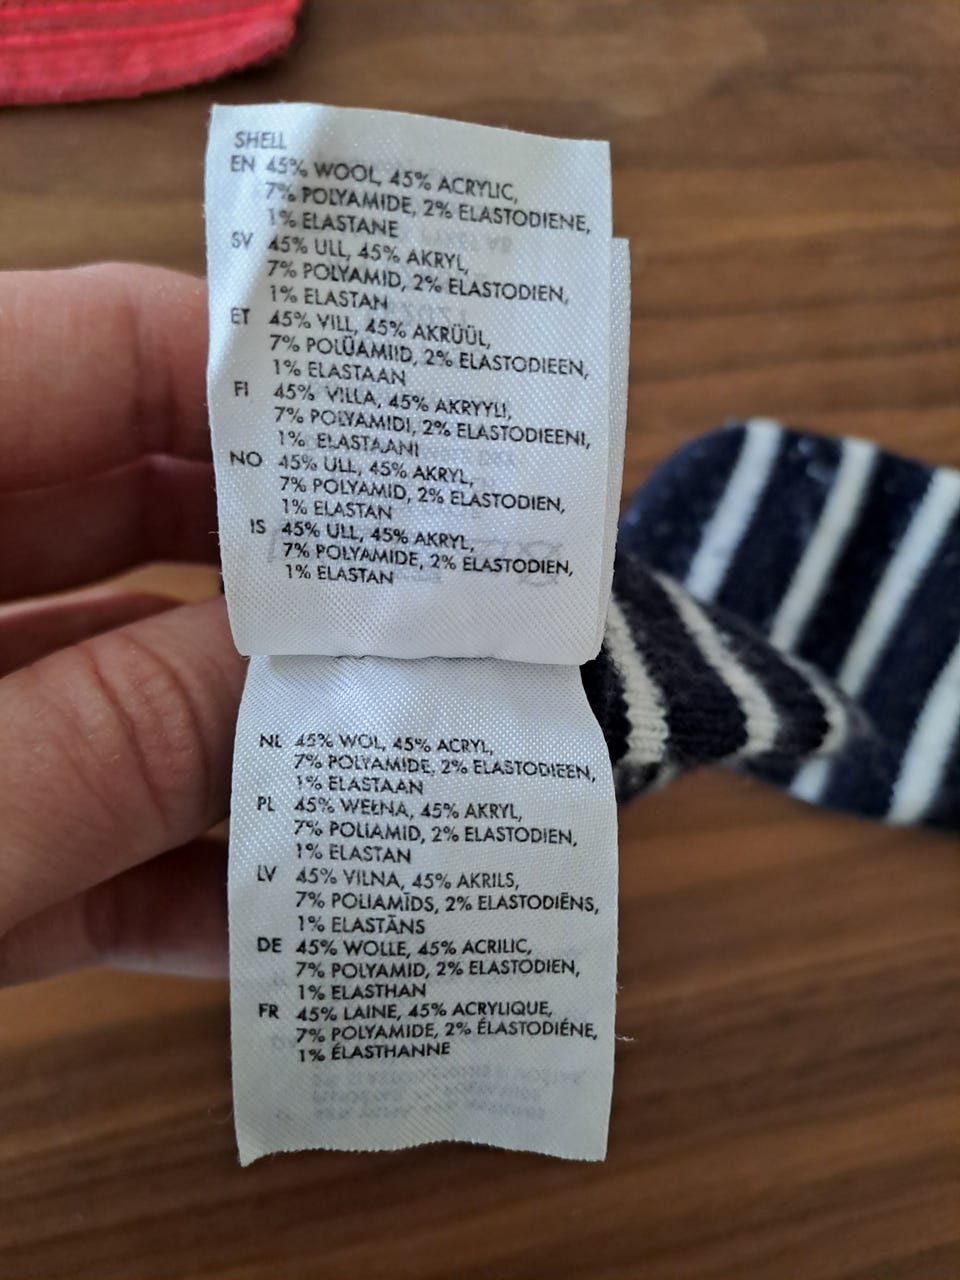 SHELL
EN 45% WOOL, 45% ACRYLIC,
7% POLYAMIDE, 2% ELASTODIENE,
1% ELASTANE
SV 45% ULL, 45% AKRYL,
7% POLYAMID, 2% ELASTODIEN,
1% ELASTAN
ET 45% VILL, 45% AKRÜÜL,
7% POLÜAMIID, 2% ELASTODIEEN,
1% ELASTAAN
FI 45% VILLA, 45% AKRYYLI,
7% POLYAMIDI, 2% ELASTODIEENI,
1% ELASTAANI
NO 45% ULL, 45% AKRYL,
7% POLYAMID, 2% ELASTODIEN,
1% ELASTAN
IS 45% ULL, 45% AKRYL,
7% POLYAMIDE, 2% ELASTODIEN,
1% ELASTAN
NL 45% WOL, 45% ACRYL,
7% POLYAMIDE, 2% ELASTODIEEN,
1% ELASTAAN
PL 45% WEŁNA, 45% AKRYL,
7% POLIAMID, 2% ELASTODIEN,
1% ELASTAN
LV 45% VILNA, 45% AKRILS,
7% POLIAMĪDS, 2% ELASTODIĒNS,
1% ELASTĀNS
DE 45% WOLLE, 45% ACRILIC,
7% POLYAMID, 2% ELASTODIEN,
1% ELASTHAN
FR 45% LAINE, 45% ACRYLIQUE,
7% POLYAMIDE, 2% ÉLASTODIÉNE,
1% ÉLASTHANNE